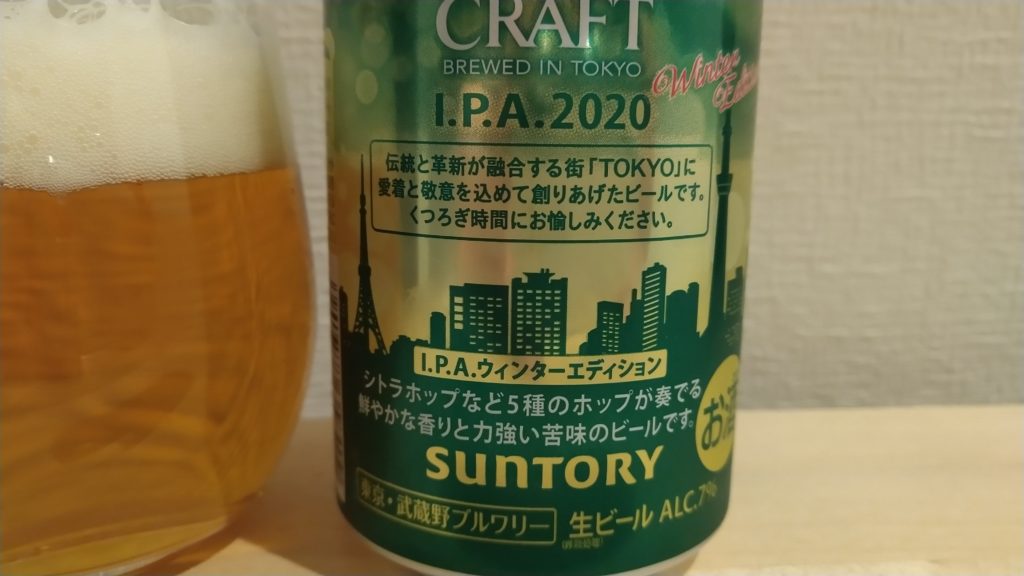 CRAFT
BREWED IN TOKYO
Winter
I.P.A.2020
伝統と革新が融合する街「TOKYO」に
愛着と敬意を込めて創りあげたビールです。
くつろぎ時間にお愉しみください。
I.P.A.ウィンターエディション
シトラホップなど5種のホップが奏でる
鮮やかな香りと力強い苦味のビールです。
お酒
SUNTORY
東京・武蔵野ブルワリー
生ビール ALC.7%